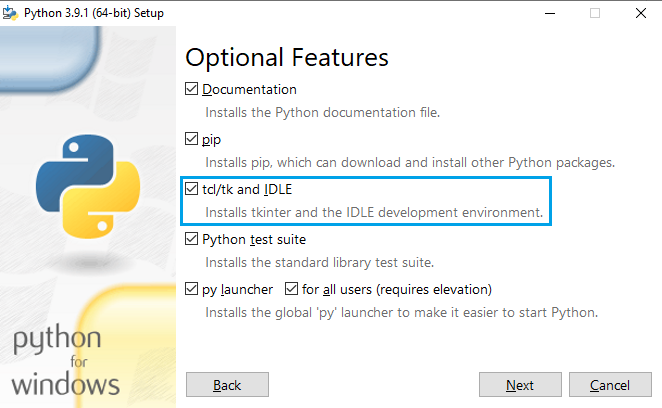 Python 3.9.1 (64-bit) Setup
Optional Features
Documentation
Installs the Python documentation file.
pip
Installs pip, which can download and install other Python packages.
tcl/tk and IDLE
Installs tkinter and the IDLE development environment.
Python test suite
Installs the standard library test suite.
py launcher for all users (requires elevation)
Installs the global 'py' launcher to make it easier to start Python.
python
for
windows
Back Next Cancel